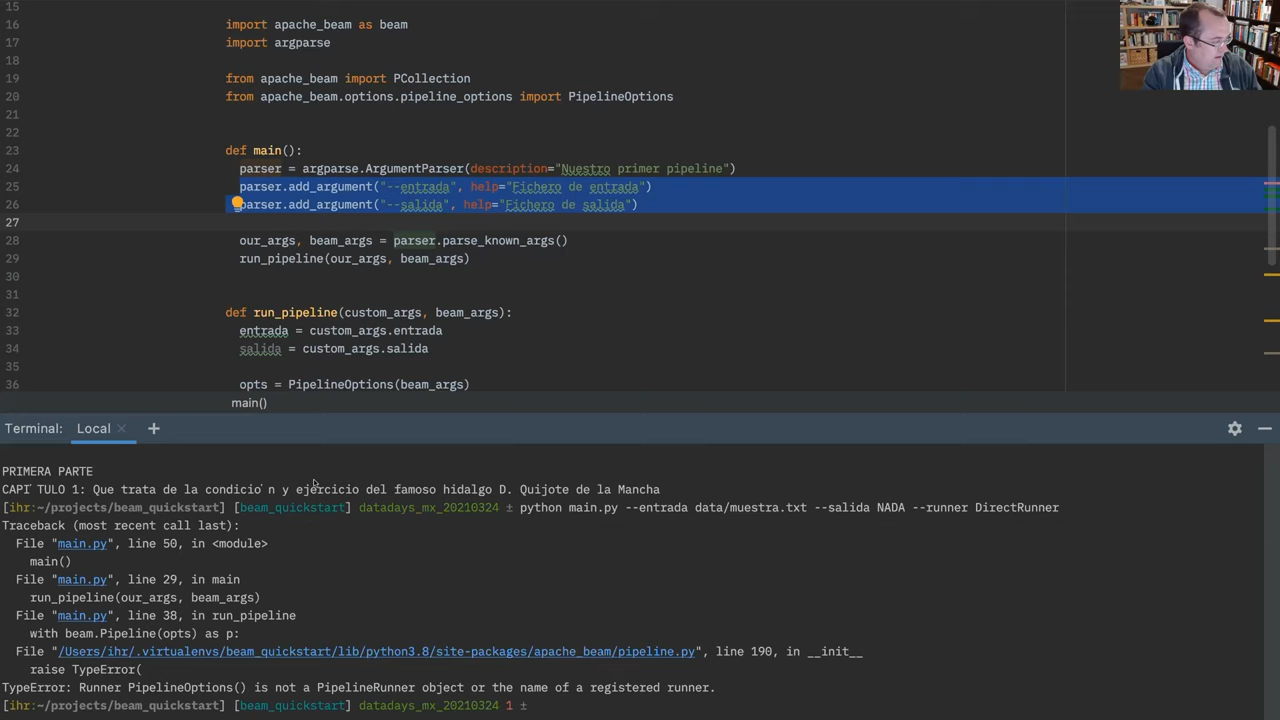 15
16 import apache_beam as beam
17 import argparse
18
19 from apache_beam import PCollection
20 from apache_beam.options.pipeline_options import PipelineOptions
21
22
23 def main():
24 parser = argparse.ArgumentParser(description="Nuestro primer pipeline")
25 parser.add_argument("--entrada", help="Fichero de entrada")
26 parser.add_argument("--salida", help="Fichero de salida")
27
28 our_args, beam_args = parser.parse_known_args()
29 run_pipeline(our_args, beam_args)
30
31
32 def run_pipeline(custom_args, beam_args):
33 entrada = custom_args.entrada
34 salida = custom_args.salida
35
36 opts = PipelineOptions(beam_args)
main()
Terminal: Local × +
PRIMERA PARTE
CAPÍTULO 1: Que trata de la condición y ejercicio del famoso hidalgo D. Quijote de la Mancha
[ihr:~/projects/beam_quickstart] [beam_quickstart] datadays_mx_20210324 ± python main.py --entrada data/muestra.txt --salida NADA --runner DirectRunner
Traceback (most recent call last):
File "main.py", line 50, in <module>
main()
File "main.py", line 29, in main
run_pipeline(our_args, beam_args)
File "main.py", line 38, in run_pipeline
with beam.Pipeline(opts) as p:
File "/Users/ihr/.virtualenvs/beam_quickstart/lib/python3.8/site-packages/apache_beam/pipeline.py", line 190, in __init__
raise TypeError(
TypeError: Runner PipelineOptions() is not a PipelineRunner object or the name of a registered runner.
[ihr:~/projects/beam_quickstart] [beam_quickstart] datadays_mx_20210324 1 ±